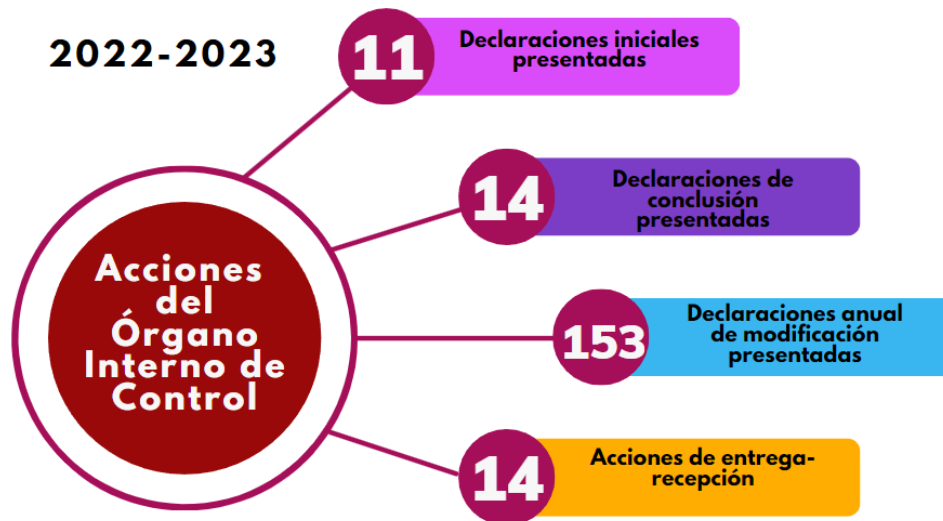 2022-2023
11
Declaraciones iniciales
presentadas
14
Declaraciones de
conclusión
presentadas
Acciones
del
Órgano
Interno de
Control
153
Declaraciones anual
de modificación
presentadas
14
Acciones de entrega-
recepción